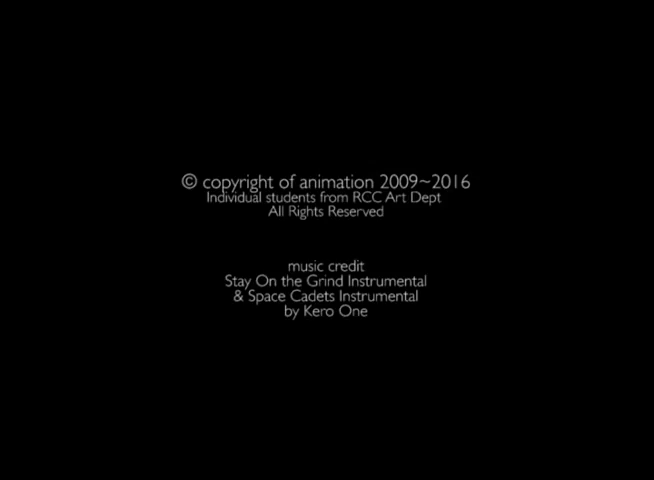 © copyright of animation 2009~2016
Individual students from RCC Art Dept
All Rights Reserved
music credit
Stay On the Grind Instrumental
& Space Cadets Instrumental
by Kero One